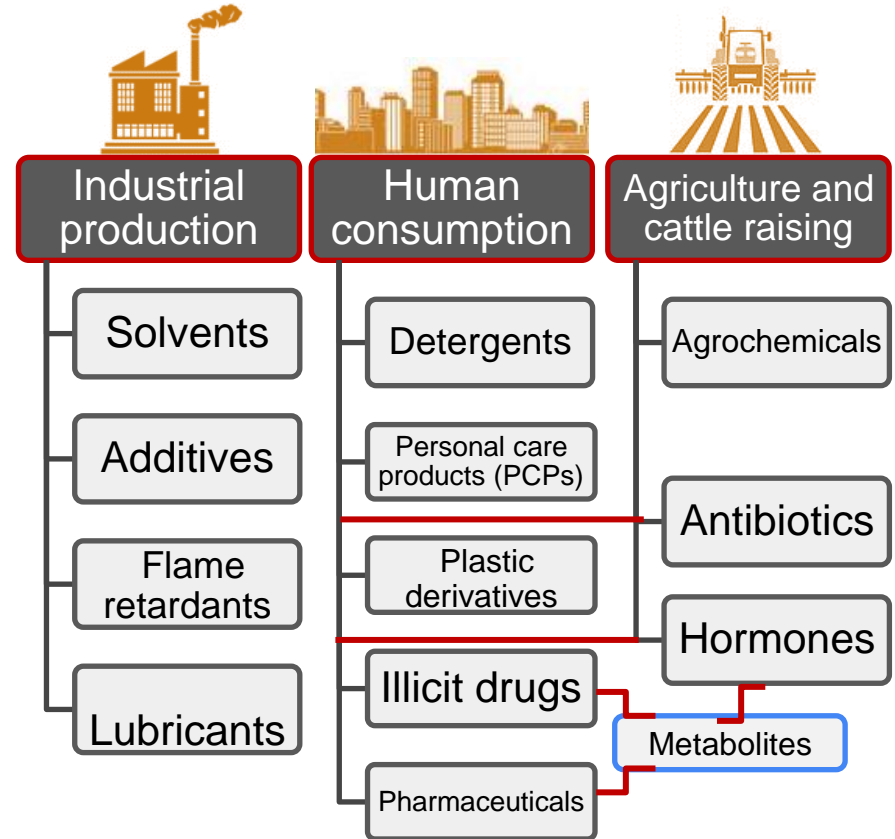 Industrial
production
Solvents
Additives
Flame
retardants
Lubricants
Human
consumption
Detergents
Personal care
products (PCPs)
Plastic
derivatives
Illicit drugs
Pharmaceuticals
Agriculture and
cattle raising
Agrochemicals
Antibiotics
Hormones
Metabolites